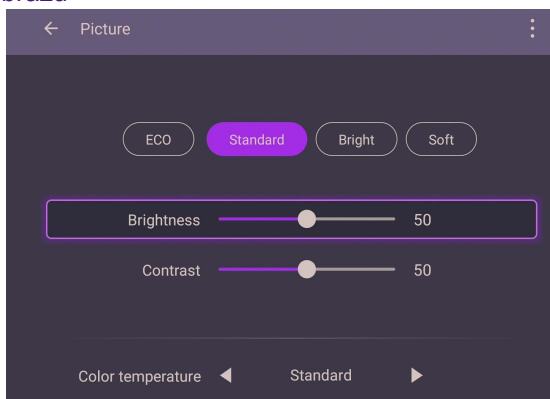 Picture
ECO Standard Bright Soft
Brightness 50
Contrast 50
Color temperature Standard